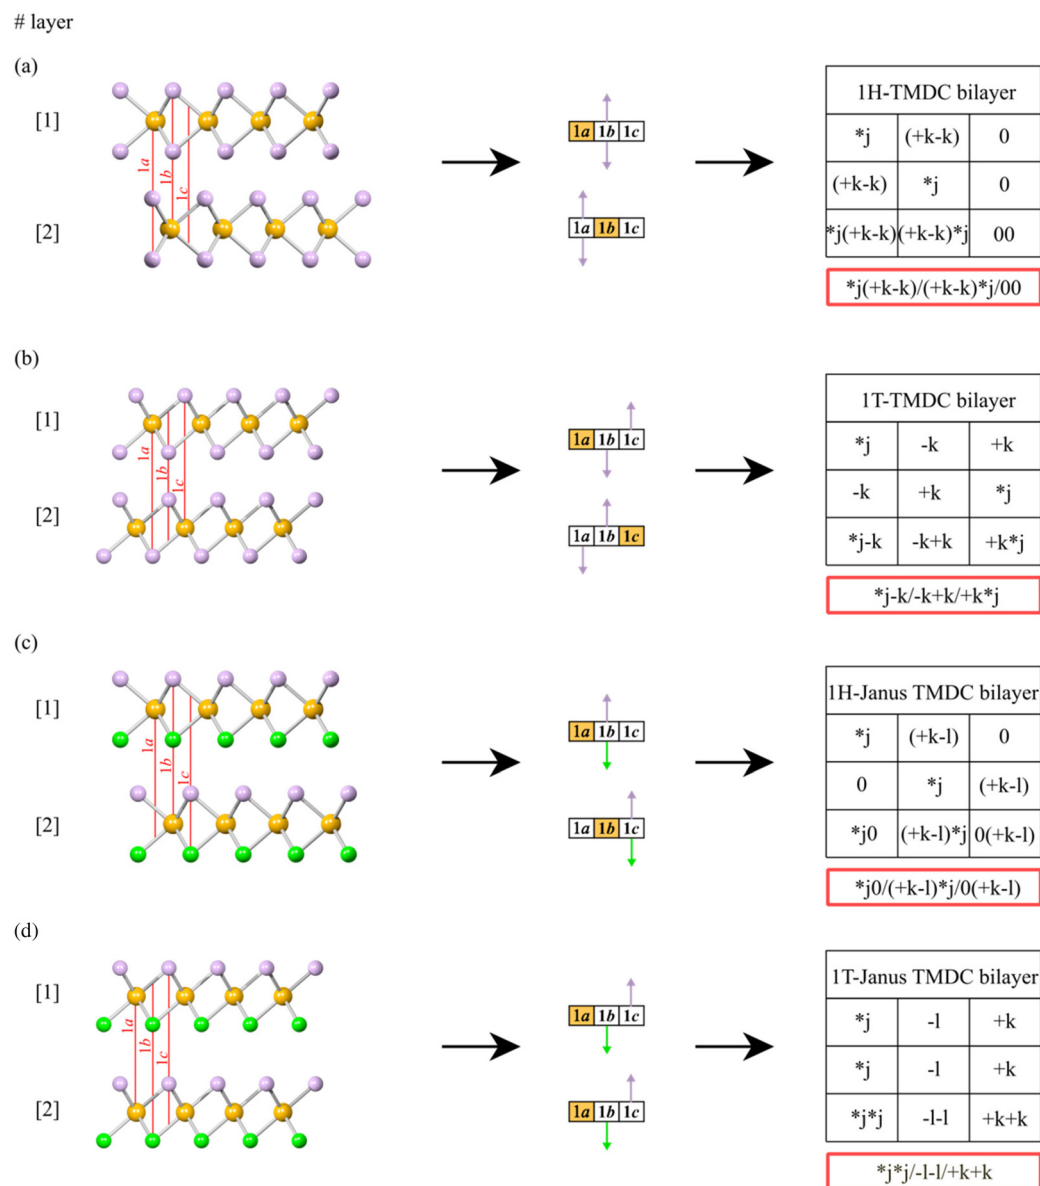 # layer
(a)
[1]
[2]
1a
1b
1c
1a 1b 1c
1a 1b 1c
1H-TMDC bilayer
*j (+k-k) 0
(+k-k) *j 0
*j(+k-k) (+k-k)*j 00
*j(+k-k)/(+k-k)*j/00
(b)
[1]
[2]
1a
1b
1c
1a 1b 1c
1a 1b 1c
1T-TMDC bilayer
*j -k +k
-k +k *j
*j-k -k+k +k*j
*j-k/-k+k/+k*j
(c)
[1]
[2]
1a
1b
1c
1a 1b 1c
1a 1b 1c
1H-Janus TMDC bilayer
*j (+k-l) 0
0 *j (+k-l)
*j0 (+k-l)*j 0(+k-l)
*j0/(+k-l)*j/0(+k-l)
(d)
[1]
[2]
1a
1b
1c
1a 1b 1c
1a 1b 1c
1T-Janus TMDC bilayer
*j -l +k
*j -l +k
*j*j -l-l +k+k
*j*j/-l-l/+k+k